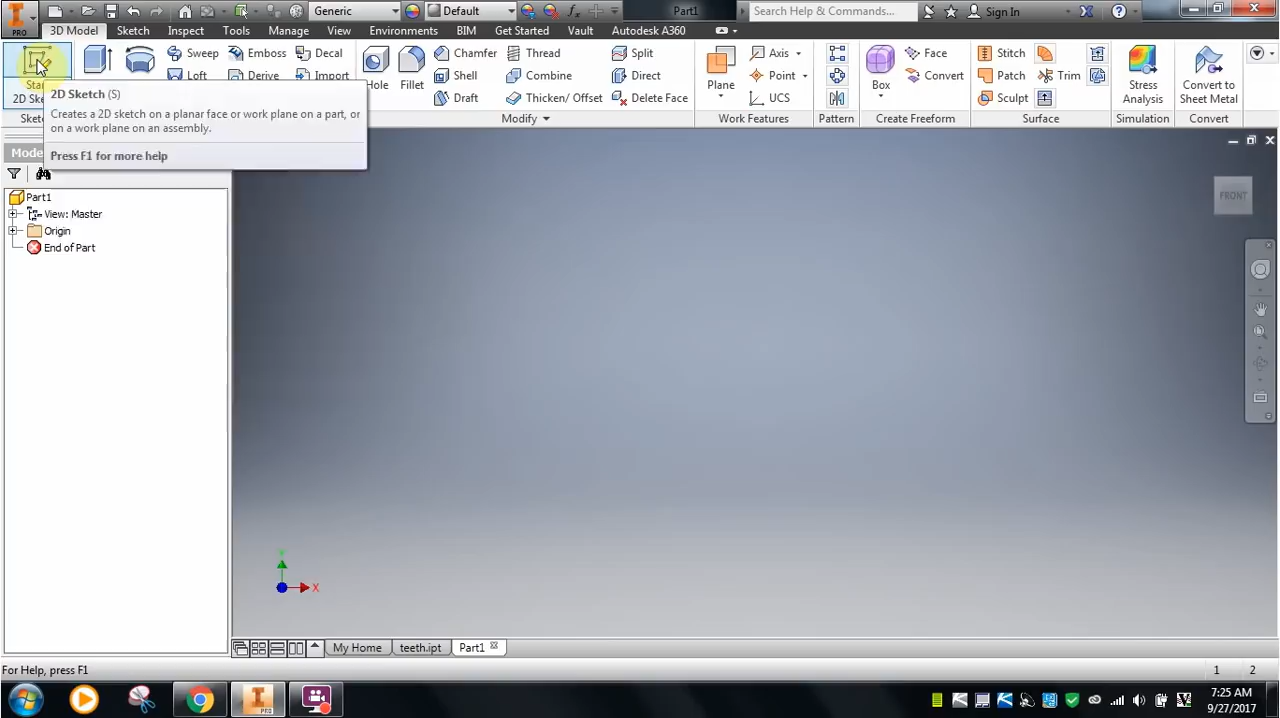 Generic
Default
Part1
Search Help & Commands...
Sign In
PRO
3D Model
Sketch
Inspect
Tools
Manage
View
Environments
BIM
Get Started
Vault
Autodesk A360
Sweep
Emboss
Decal
Chamfer
Thread
Split
Axis
Face
Stitch
Loft
Derive
Import
Hole
Fillet
Shell
Combine
Direct
Plane
Point
Box
Convert
Patch
Trim
Stress
Analysis
Convert to
Sheet Metal
Draft
Thicken/ Offset
Delete Face
UCS
Sculpt
Modify
Work Features
Pattern
Create Freeform
Surface
Simulation
Convert
2D Sketch (S)
Creates a 2D sketch on a planar face or work plane on a part, or
on a work plane on an assembly.
Press F1 for more help
Part1
View: Master
Origin
End of Part
FRONT
X
My Home
teeth.ipt
Part1
For Help, press F1
1
2
PRO
7:25 AM
9/27/2017